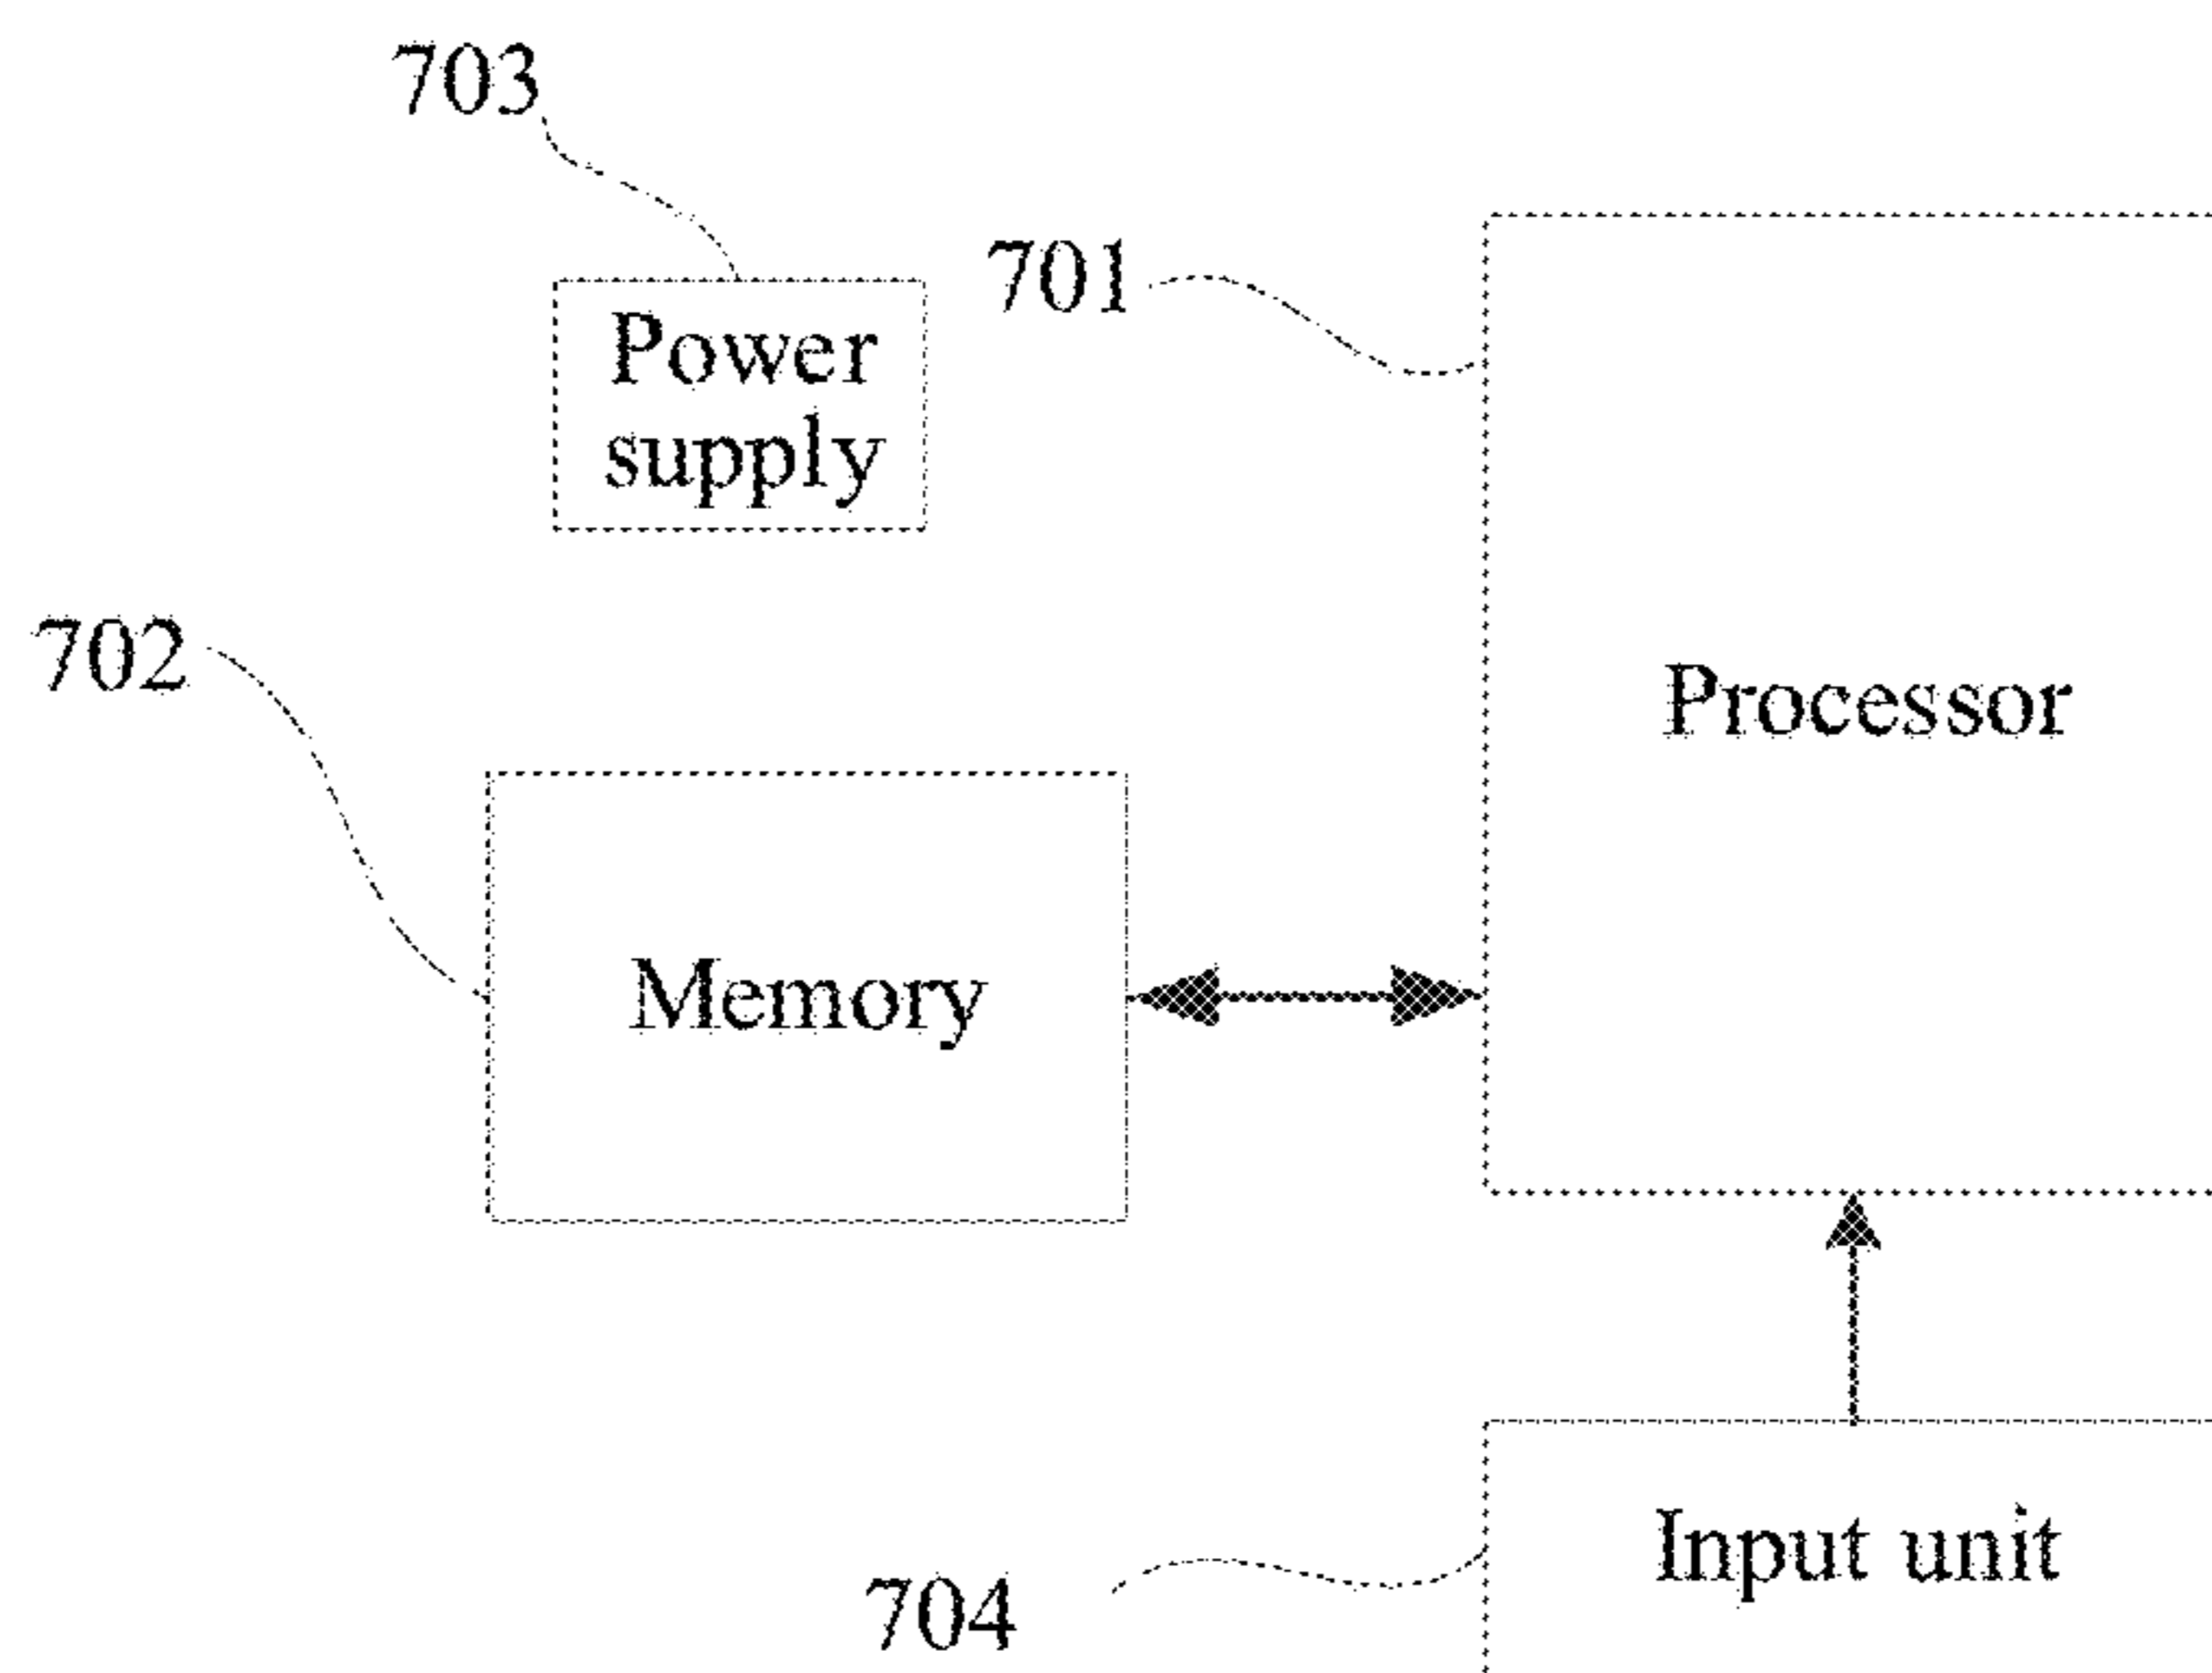 703
701
Power
supply
702
Processor
Memory
Input unit
704